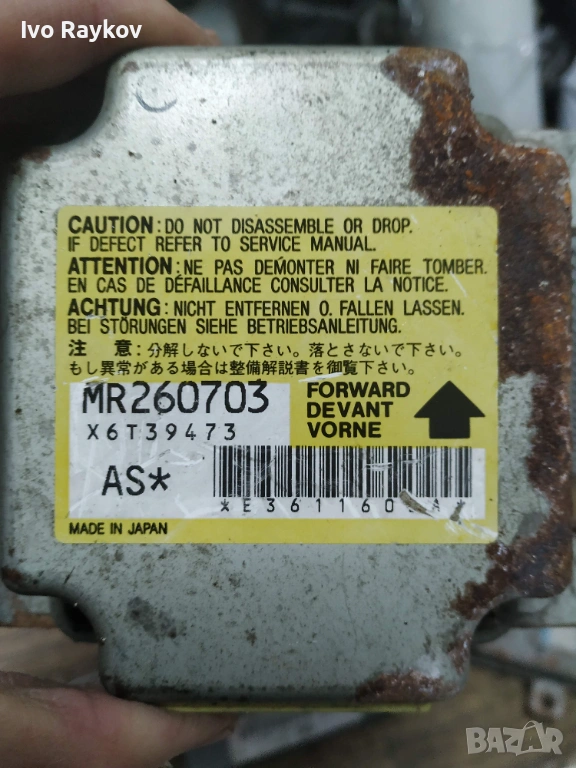 Ivo Raykov
CAUTION : DO NOT DISASSEMBLE OR DROP.
IF DEFECT REFER TO SERVICE MANUAL.
ATTENTION : NE PAS DEMONTER NI FAIRE TOMBER.
EN CAS DE DÉFAILLANCE CONSULTER LA NOTICE.
ACHTUNG : NICHT ENTFERNEN O. FALLEN LASSEN.
BEI STÖRUNGEN SIEHE BETRIEBSANLEITUNG.
注 意 : 分解しないで下さい。落とさないで下さい。
もし異常がある場合は整備解説書を御覧下さい。
MR260703
X6T39473
FORWARD
DEVANT
VORNE
AS*
MADE IN JAPAN
BAZAR